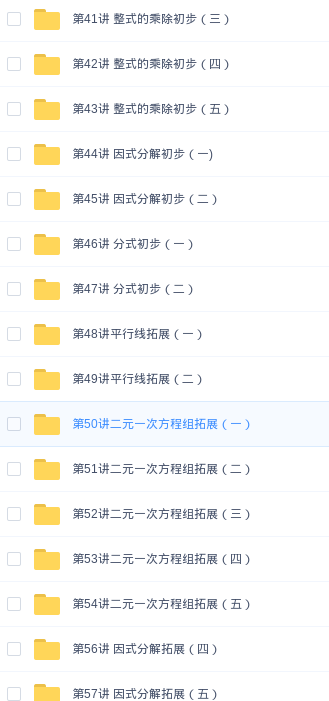 第41讲 整式的乘除初步（三）
第42讲 整式的乘除初步（四）
第43讲 整式的乘除初步（五）
第44讲 因式分解初步（一)
第45讲 因式分解初步（二）
第46讲 分式初步（一）
第47讲 分式初步（二）
第48讲平行线拓展（一）
第49讲平行线拓展（二）
第50讲二元一次方程组拓展（一）
第51讲二元一次方程组拓展（二）
第52讲二元一次方程组拓展（三）
第53讲二元一次方程组拓展（四）
第54讲二元一次方程组拓展（五）
第56讲 因式分解拓展（四）
第57讲 因式分解拓展（五）